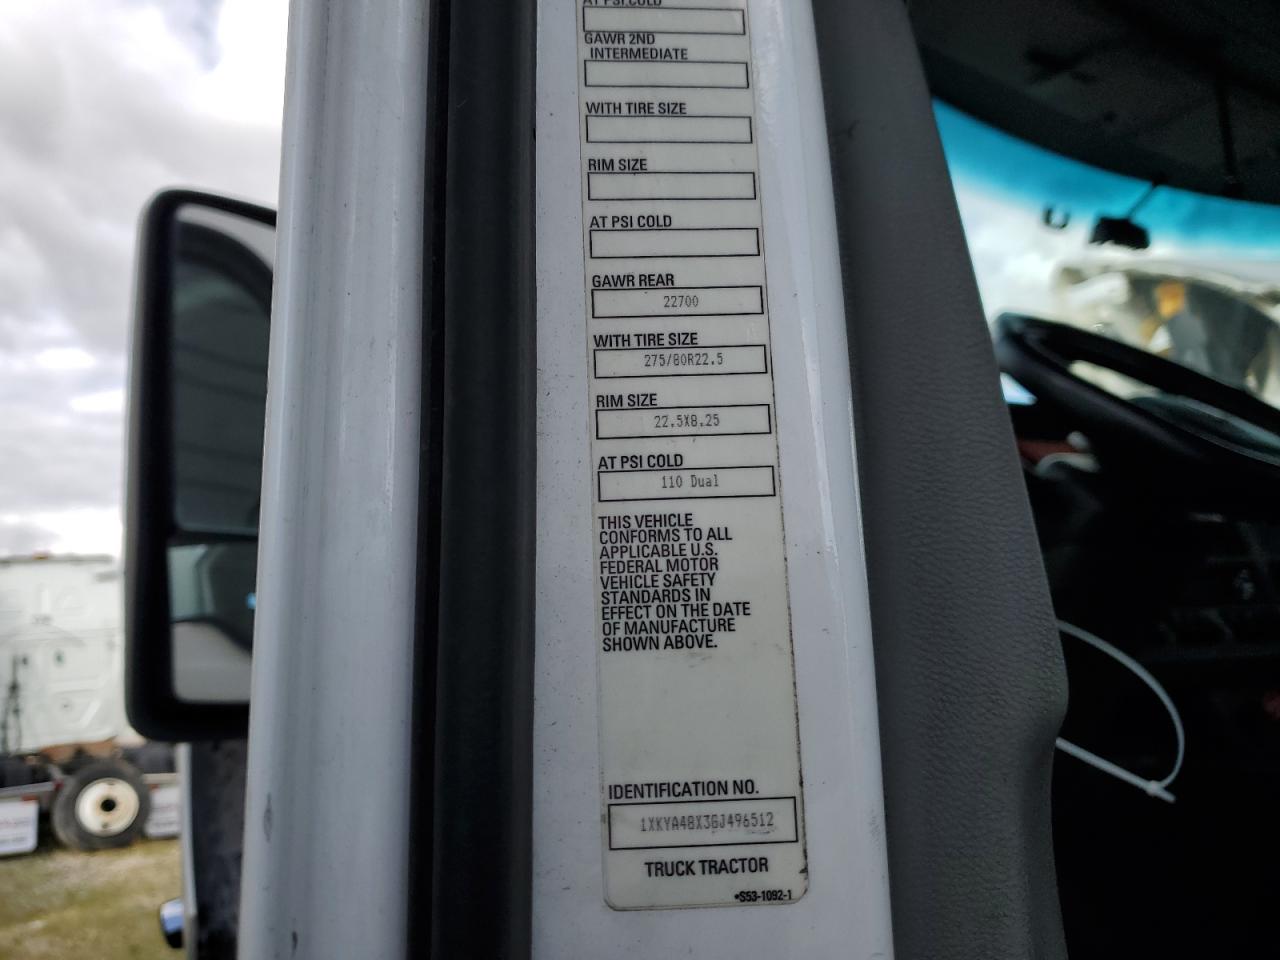 AT PSI COLD
GAWR 2ND
INTERMEDIATE
WITH TIRE SIZE
RIM SIZE
AT PSI COLD
GAWR REAR
22700
WITH TIRE SIZE
275/80R22.5
RIM SIZE
22.5X8.25
AT PSI COLD
110 Dual
THIS VEHICLE
CONFORMS TO ALL
APPLICABLE U.S.
FEDERAL MOTOR
VEHICLE SAFETY
STANDARDS IN
EFFECT ON THE DATE
OF MANUFACTURE
SHOWN ABOVE.
IDENTIFICATION NO.
1XKYA48X3GJ496512
TRUCK TRACTOR
*S53-1092-1